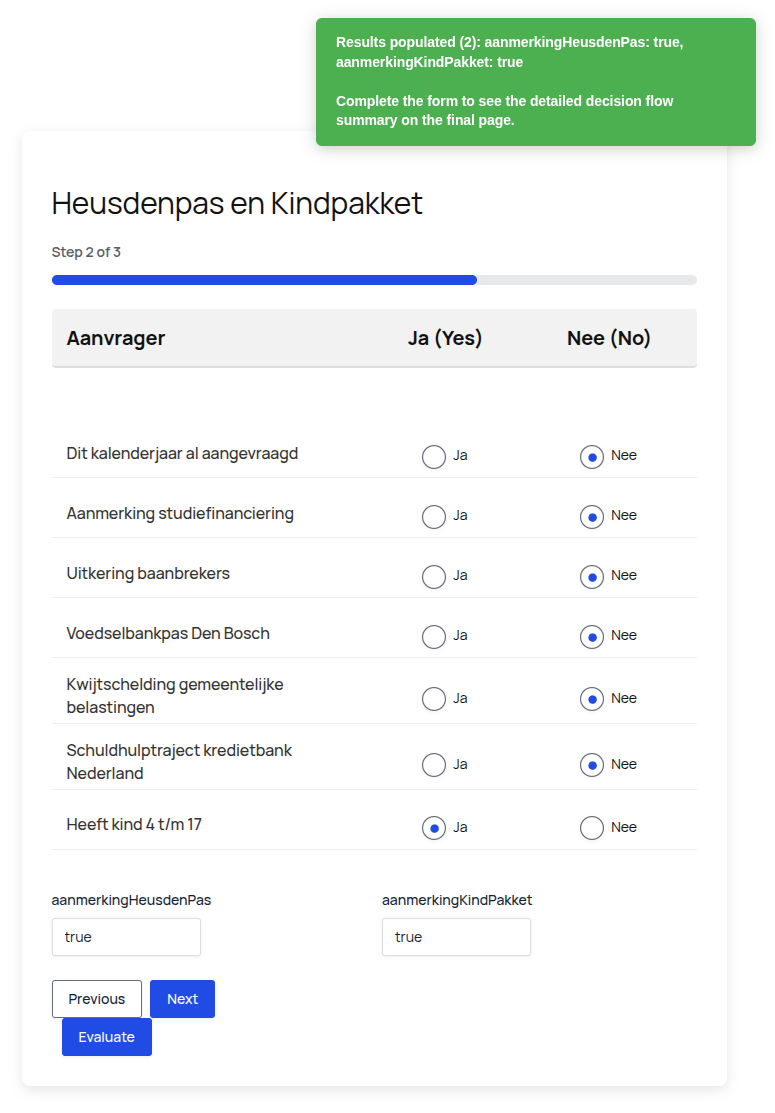 Results populated (2): aanmerkingHeusdenPas: true,
aanmerkingKindPakket: true
Complete the form to see the detailed decision flow
summary on the final page.
Heusdenpas en Kindpakket
Step 2 of 3
Aanvrager Ja (Yes) Nee (No)
Dit kalenderjaar al aangevraagd Ja Nee
Aanmerking studiefinanciering Ja Nee
Uitkering baanbrekers Ja Nee
Voedselbankpas Den Bosch Ja Nee
Kwijtschelding gemeentelijke
belastingen Ja Nee
Schuldhulptraject kredietbank
Nederland Ja Nee
Heeft kind 4 t/m 17 Ja Nee
aanmerkingHeusdenPas aanmerkingKindPakket
true true
Previous Next
Evaluate